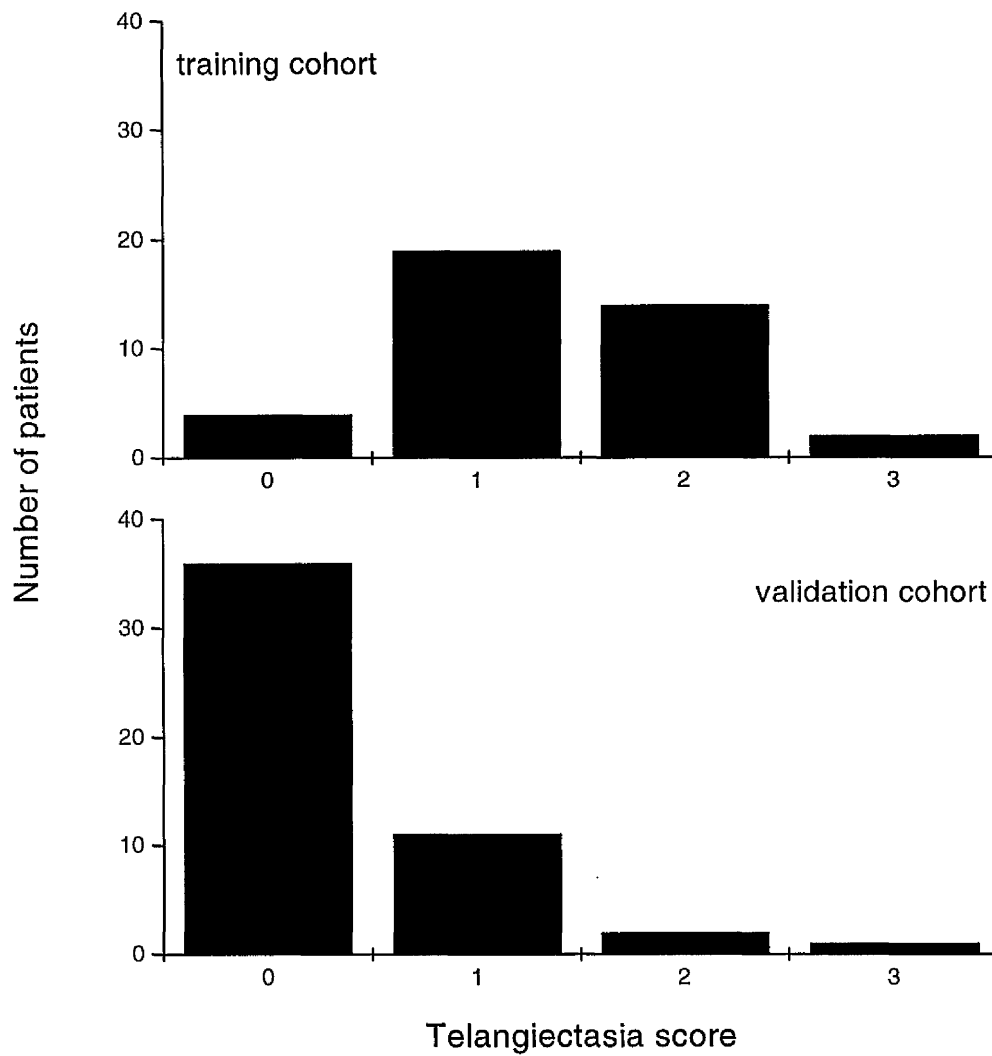 40
training cohort
30
20
10
0
0 1 2 3
Number of patients
40
validation cohort
30
20
10
0
0 1 2 3
Telangiectasia score